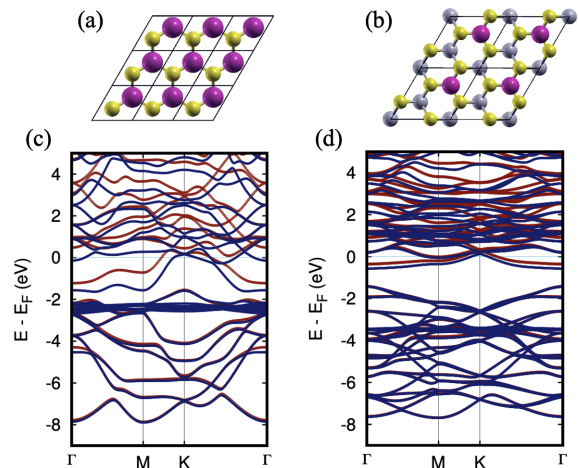 (a) (b)
(c) (d)
4 4
2 2
0 0
-2 -2
-4 -4
-6 -6
-8 -8
E - E_F (eV) E - E_F (eV)
Γ M K Γ Γ M K Γ